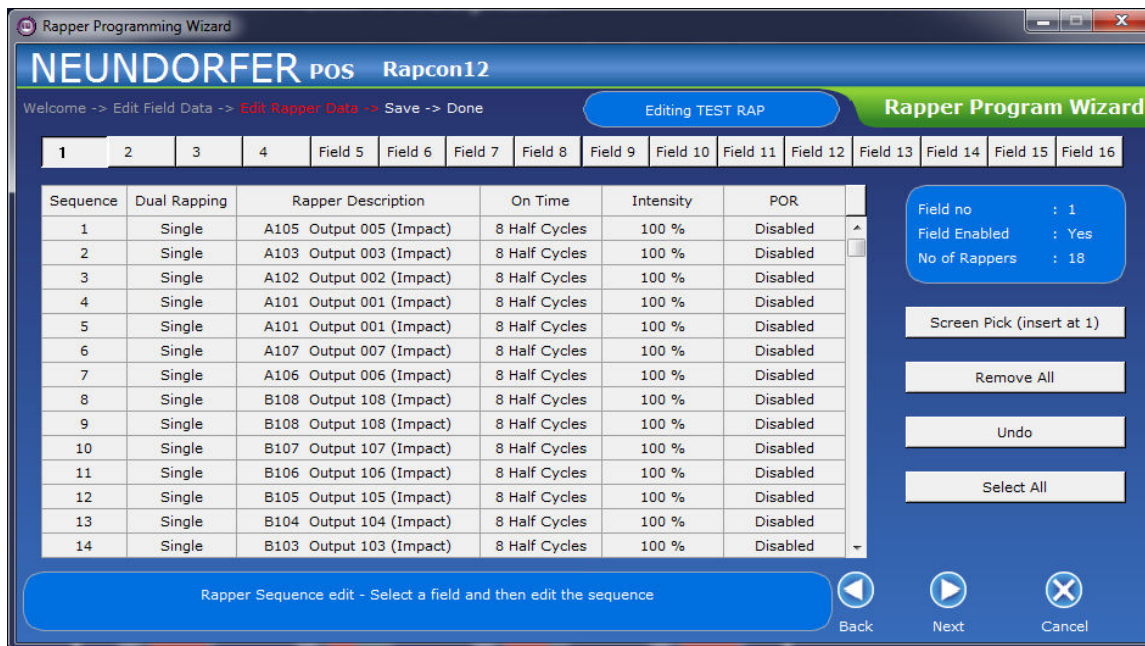 Rapper Programming Wizard
NEUNDORFER POS Rapcon12
Welcome -> Edit Field Data -> Edit Rapper Data -> Save -> Done
Editing TEST RAP
Rapper Program Wizard
1 2 3 4 Field 5 Field 6 Field 7 Field 8 Field 9 Field 10 Field 11 Field 12 Field 13 Field 14 Field 15 Field 16
Sequence Dual Rapping Rapper Description On Time Intensity POR
1 Single A105 Output 005 (Impact) 8 Half Cycles 100 % Disabled
2 Single A103 Output 003 (Impact) 8 Half Cycles 100 % Disabled
3 Single A102 Output 002 (Impact) 8 Half Cycles 100 % Disabled
4 Single A101 Output 001 (Impact) 8 Half Cycles 100 % Disabled
5 Single A101 Output 001 (Impact) 8 Half Cycles 100 % Disabled
6 Single A107 Output 007 (Impact) 8 Half Cycles 100 % Disabled
7 Single A106 Output 006 (Impact) 8 Half Cycles 100 % Disabled
8 Single B108 Output 108 (Impact) 8 Half Cycles 100 % Disabled
9 Single B108 Output 108 (Impact) 8 Half Cycles 100 % Disabled
10 Single B107 Output 107 (Impact) 8 Half Cycles 100 % Disabled
11 Single B106 Output 106 (Impact) 8 Half Cycles 100 % Disabled
12 Single B105 Output 105 (Impact) 8 Half Cycles 100 % Disabled
13 Single B104 Output 104 (Impact) 8 Half Cycles 100 % Disabled
14 Single B103 Output 103 (Impact) 8 Half Cycles 100 % Disabled
Field no : 1
Field Enabled : Yes
No of Rappers : 18
Screen Pick (insert at 1)
Remove All
Undo
Select All
Rapper Sequence edit - Select a field and then edit the sequence
Back Next Cancel